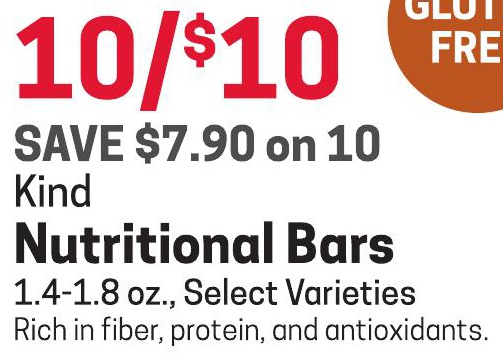 10/$10
SAVE $7.90 on 10
Kind
Nutritional Bars
1.4-1.8 oz., Select Varieties
Rich in fiber, protein, and antioxidants.